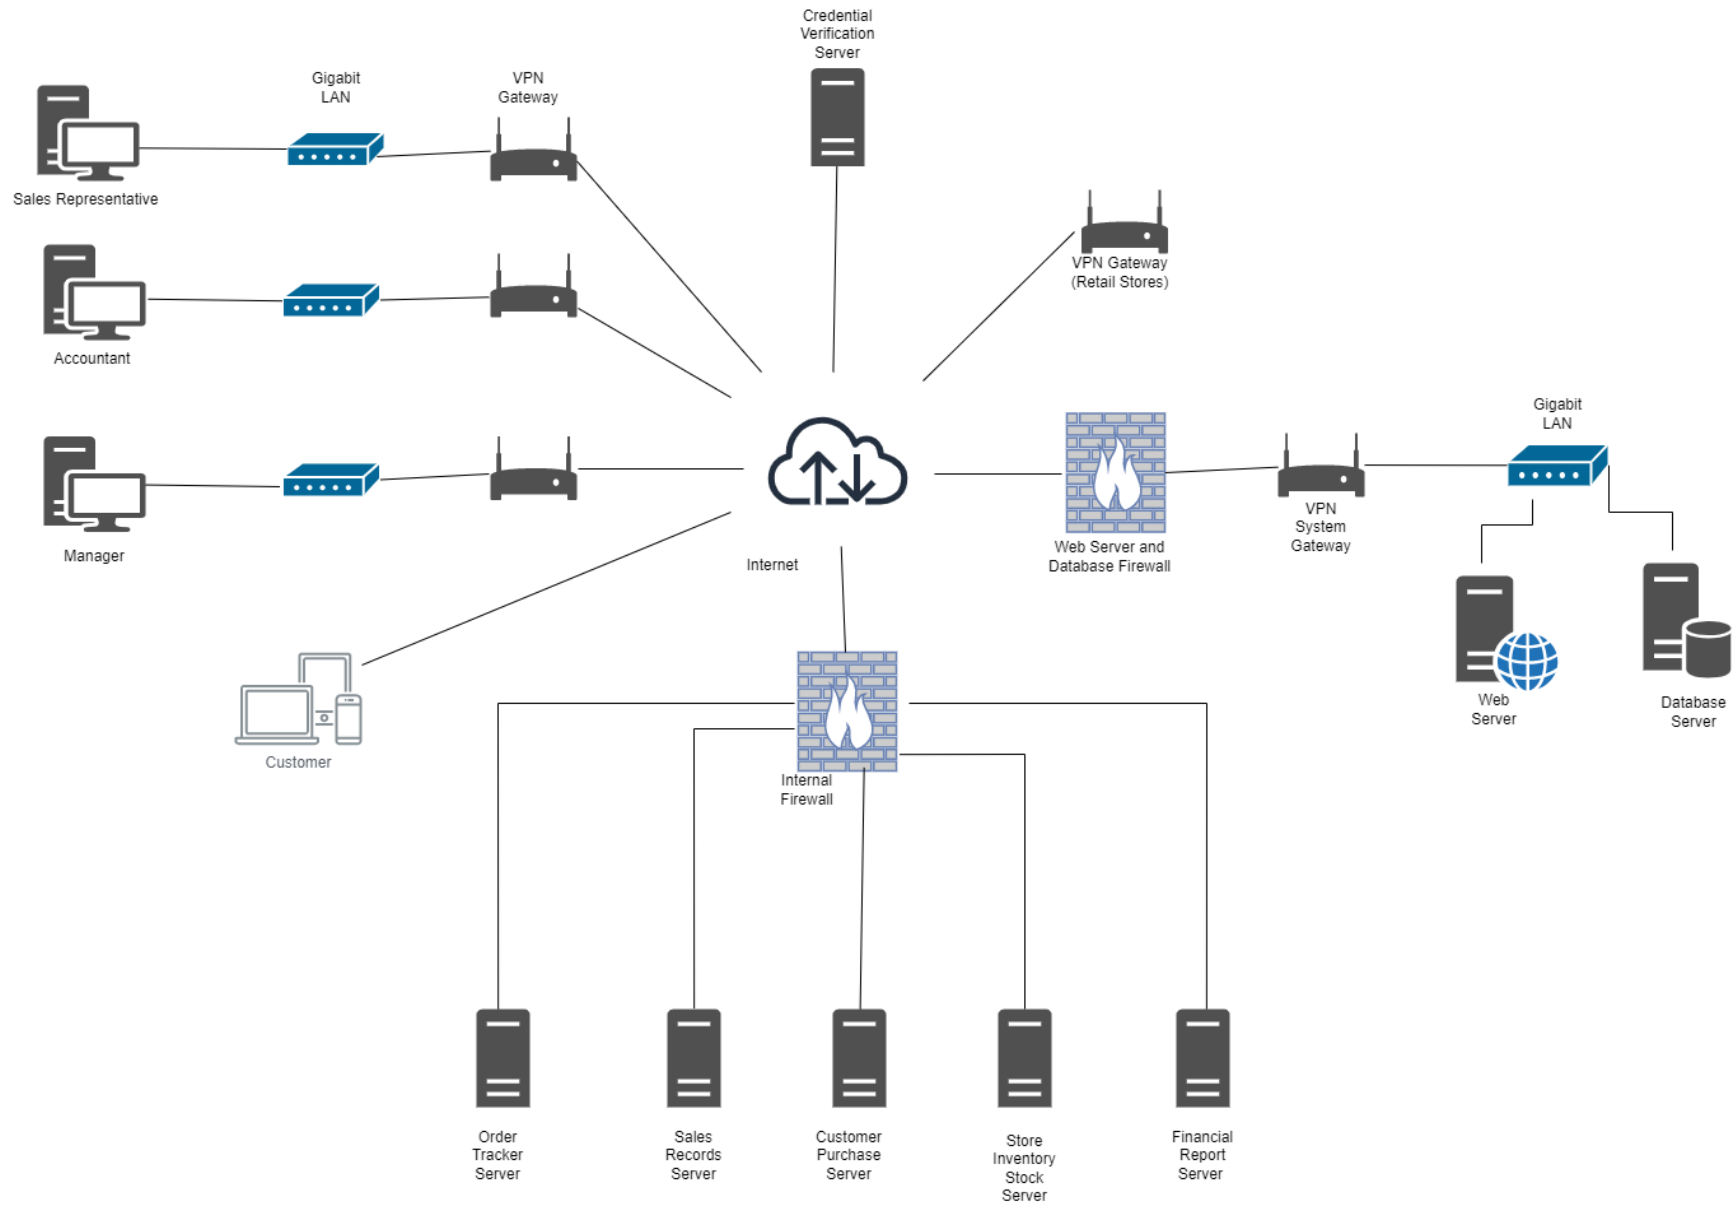 Credential
Verification
Server
Gigabit
LAN
VPN
Gateway
Sales Representative
VPN Gateway
(Retail Stores)
Accountant
Gigabit
LAN
VPN
System
Gateway
Web Server and
Database Firewall
Manager
Internet
Web
Server
Database
Server
Customer
Internal
Firewall
Order
Tracker
Server
Sales
Records
Server
Customer
Purchase
Server
Store
Inventory
Stock
Server
Financial
Report
Server